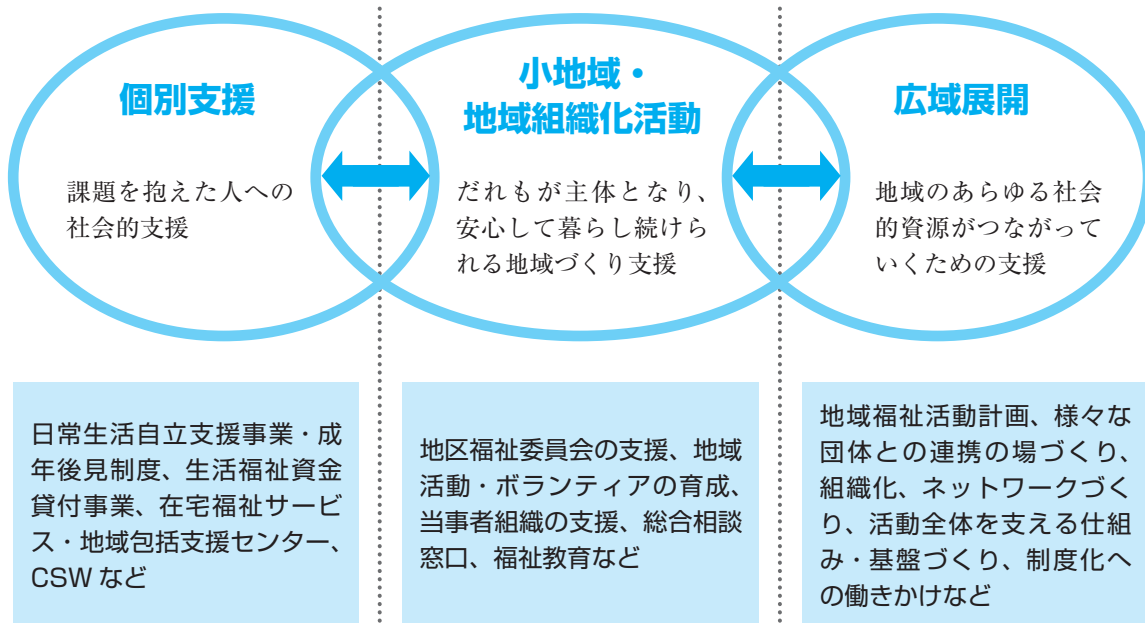 個別支援
課題を抱えた人への
社会的支援
小地域・
地域組織化活動
だれもが主体となり、
安心して暮らし続けら
れる地域づくり支援
広域展開
地域のあらゆる社会
的資源がつながって
いくための支援
日常生活自立支援事業・成
年後見制度、生活福祉資金
貸付事業、在宅福祉サービ
ス・地域包括支援センター、
CSW など
地区福祉委員会の支援、地域
活動・ボランティアの育成、
当事者組織の支援、総合相談
窓口、福祉教育など
地域福祉活動計画、様々な
団体との連携の場づくり、
組織化、ネットワークづく
り、活動全体を支える仕組
み・基盤づくり、制度化へ
の働きかけなど